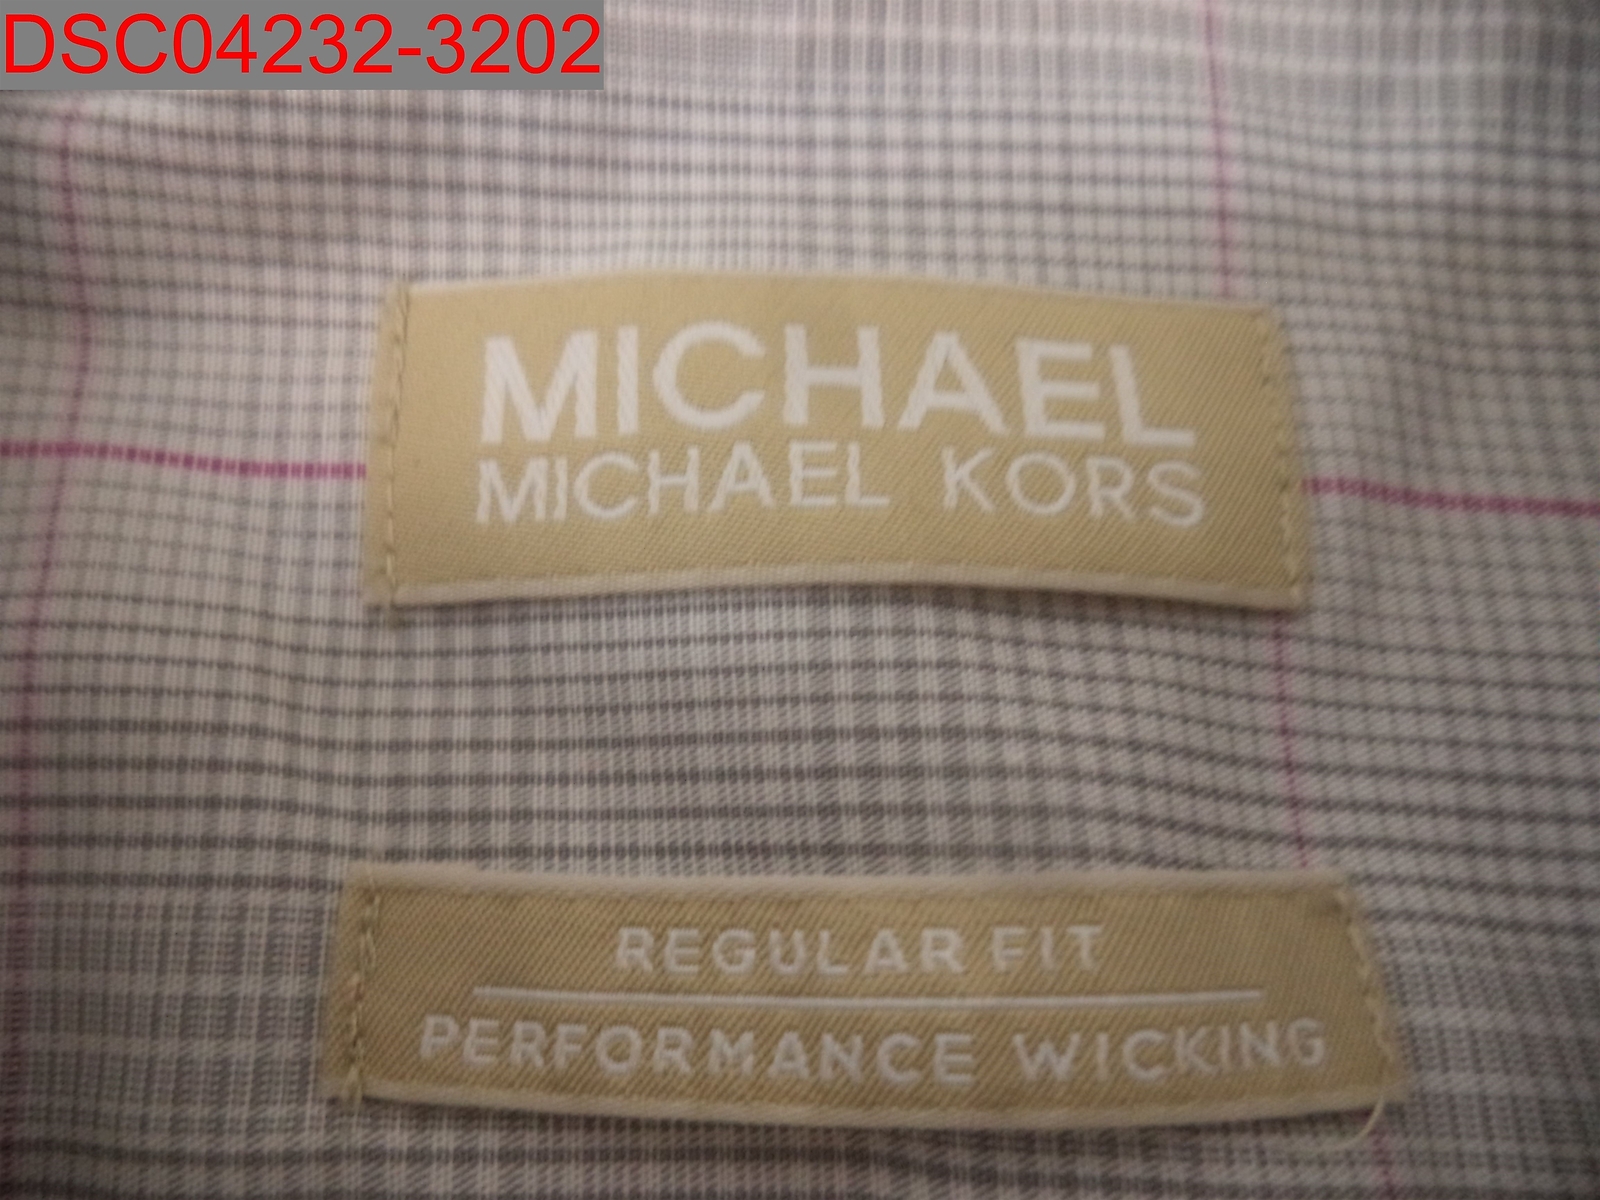 DSC04232-3202
MICHAEL
MICHAEL KORS
REGULAR FIT
PERFORMANCE WICKING